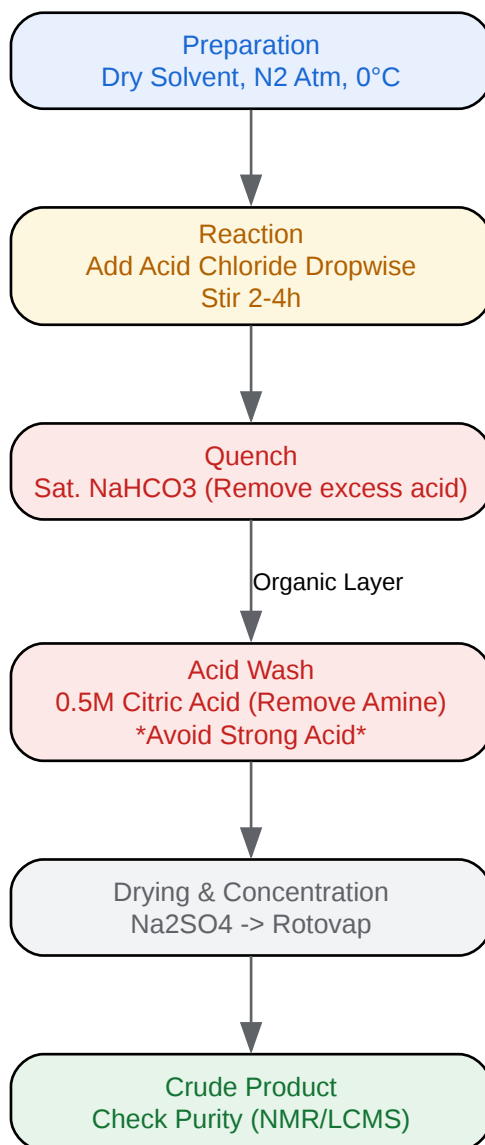 Preparation
Dry Solvent, N2 Atm, 0°C
Reaction
Add Acid Chloride Dropwise
Stir 2-4h
Quench
Sat. NaHCO3 (Remove excess acid)
Organic Layer
Acid Wash
0.5M Citric Acid (Remove Amine)
*Avoid Strong Acid*
Drying & Concentration
Na2SO4 -> Rotovap
Crude Product
Check Purity (NMR/LCMS)